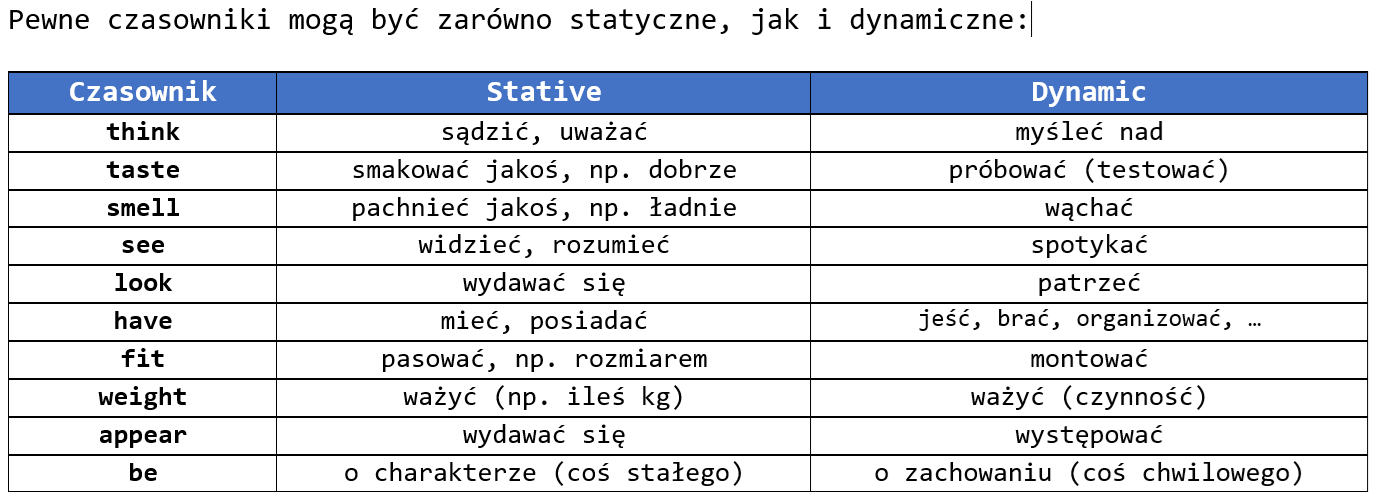 Pewne czasowniki mogą być zarówno statyczne, jak i dynamiczne:
Czasownik Stative Dynamic
think sądzić, uważać myśleć nad
taste smakować jakoś, np. dobrze próbować (testować)
smell pachnieć jakoś, np. ładnie wąchać
see widzieć, rozumieć spotykać
look wydawać się patrzeć
have mieć, posiadać jeść, brać, organizować, …
fit pasować, np. rozmiarem montować
weight ważyć (np. ileś kg) ważyć (czynność)
appear wydawać się występować
be o charakterze (coś stałego) o zachowaniu (coś chwilowego)